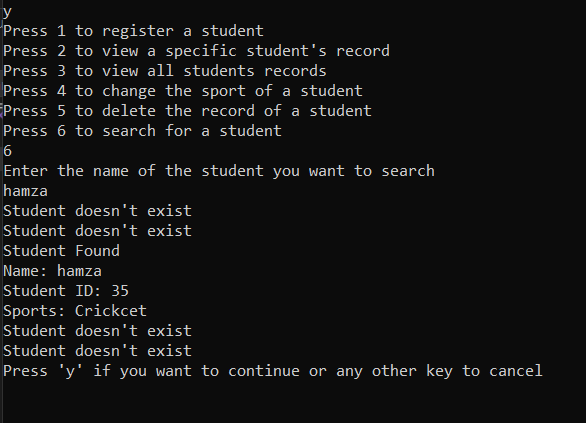 y
Press 1 to register a student
Press 2 to view a specific student's record
Press 3 to view all students records
Press 4 to change the sport of a student
Press 5 to delete the record of a student
Press 6 to search for a student
6
Enter the name of the student you want to search
hamza
Student doesn't exist
Student doesn't exist
Student Found
Name: hamza
Student ID: 35
Sports: Crickcet
Student doesn't exist
Student doesn't exist
Press 'y' if you want to continue or any other key to cancel